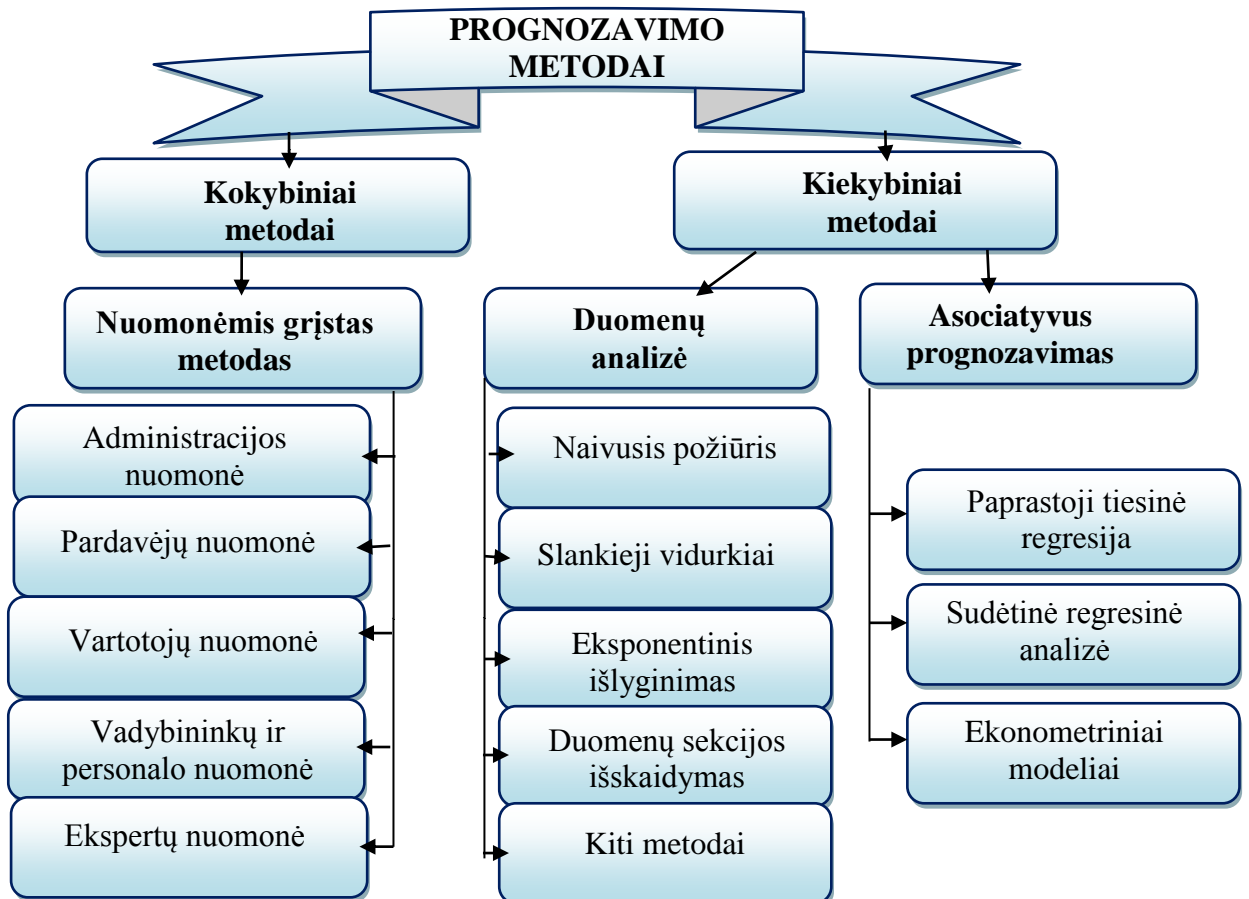 PROGNOZAVIMO
METODAI
Kokybiniai
metodai
Kiekybiniai
metodai
Nuomonėmis grįstas
metodas
Duomenų
analizė
Asociatyvus
prognozavimas
Administracijos
nuomonė
Pardavėjų nuomonė
Vartotojų nuomonė
Vadybininkų ir
personalo nuomonė
Ekspertų nuomonė
Naivusis požiūris
Slankieji vidurkiai
Eksponentinis
išlyginimas
Duomenų sekcijos
išskaidymas
Kiti metodai
Paprastoji tiesinė
regresija
Sudėtinė regresinė
analizė
Ekonometriniai
modeliai